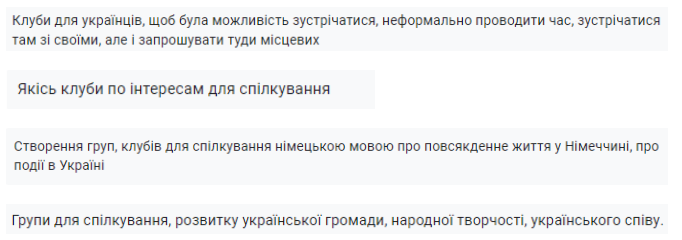 Клуби для українців, щоб була можливість зустрічатися, неформально проводити час, зустрічатися
там зі своїми, але і запрошувати туди місцевих
Якісь клуби по інтересам для спілкування
Створення груп, клубів для спілкування німецькою мовою про повсякденне життя у Німеччині, про
події в Україні
Групи для спілкування, розвитку української громади, народної творчості, українського співу.